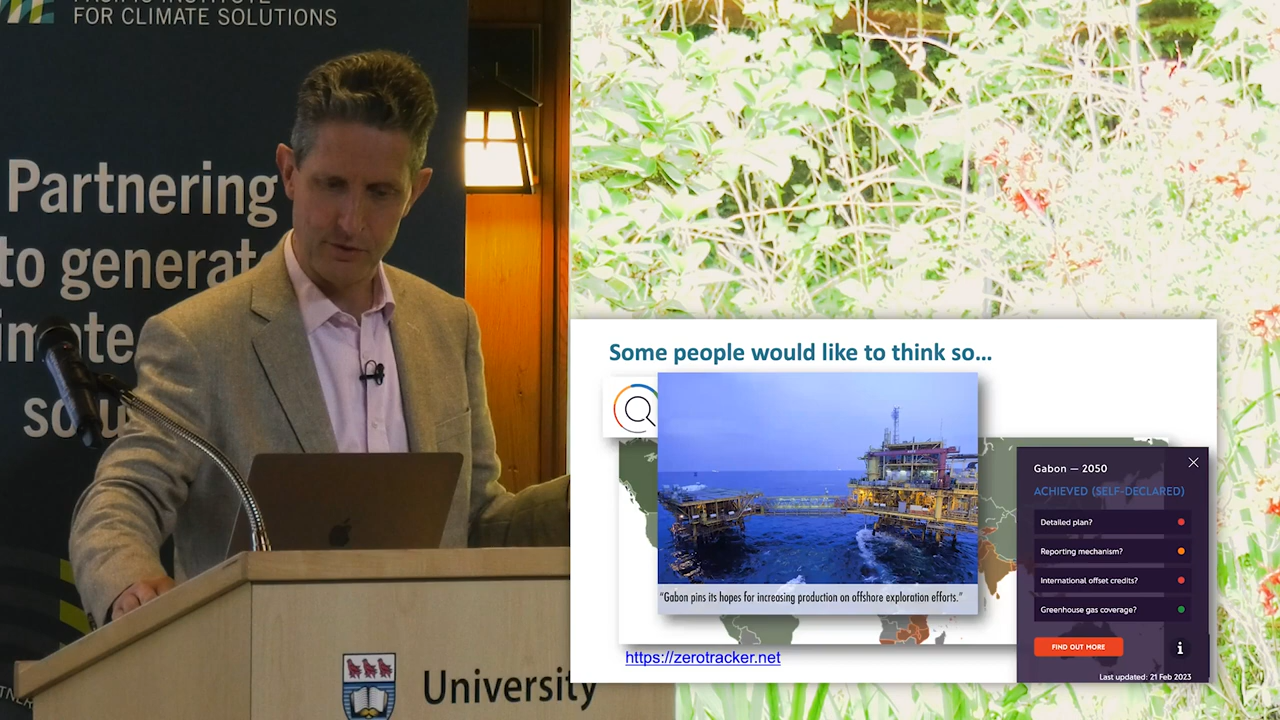 FOR CLIMATE SOLUTIONS
Partnering
to generat
imate
solu
University
Some people would like to think so...
"Gabon pins its hopes for increasing production on offshore exploration efforts."
https://zerotracker.net
Gabon — 2050
ACHIEVED (SELF-DECLARED)
Detailed plan?
Reporting mechanism?
International offset credits?
Greenhouse gas coverage?
FIND OUT MORE
i
Last updated: 21 Feb 2023